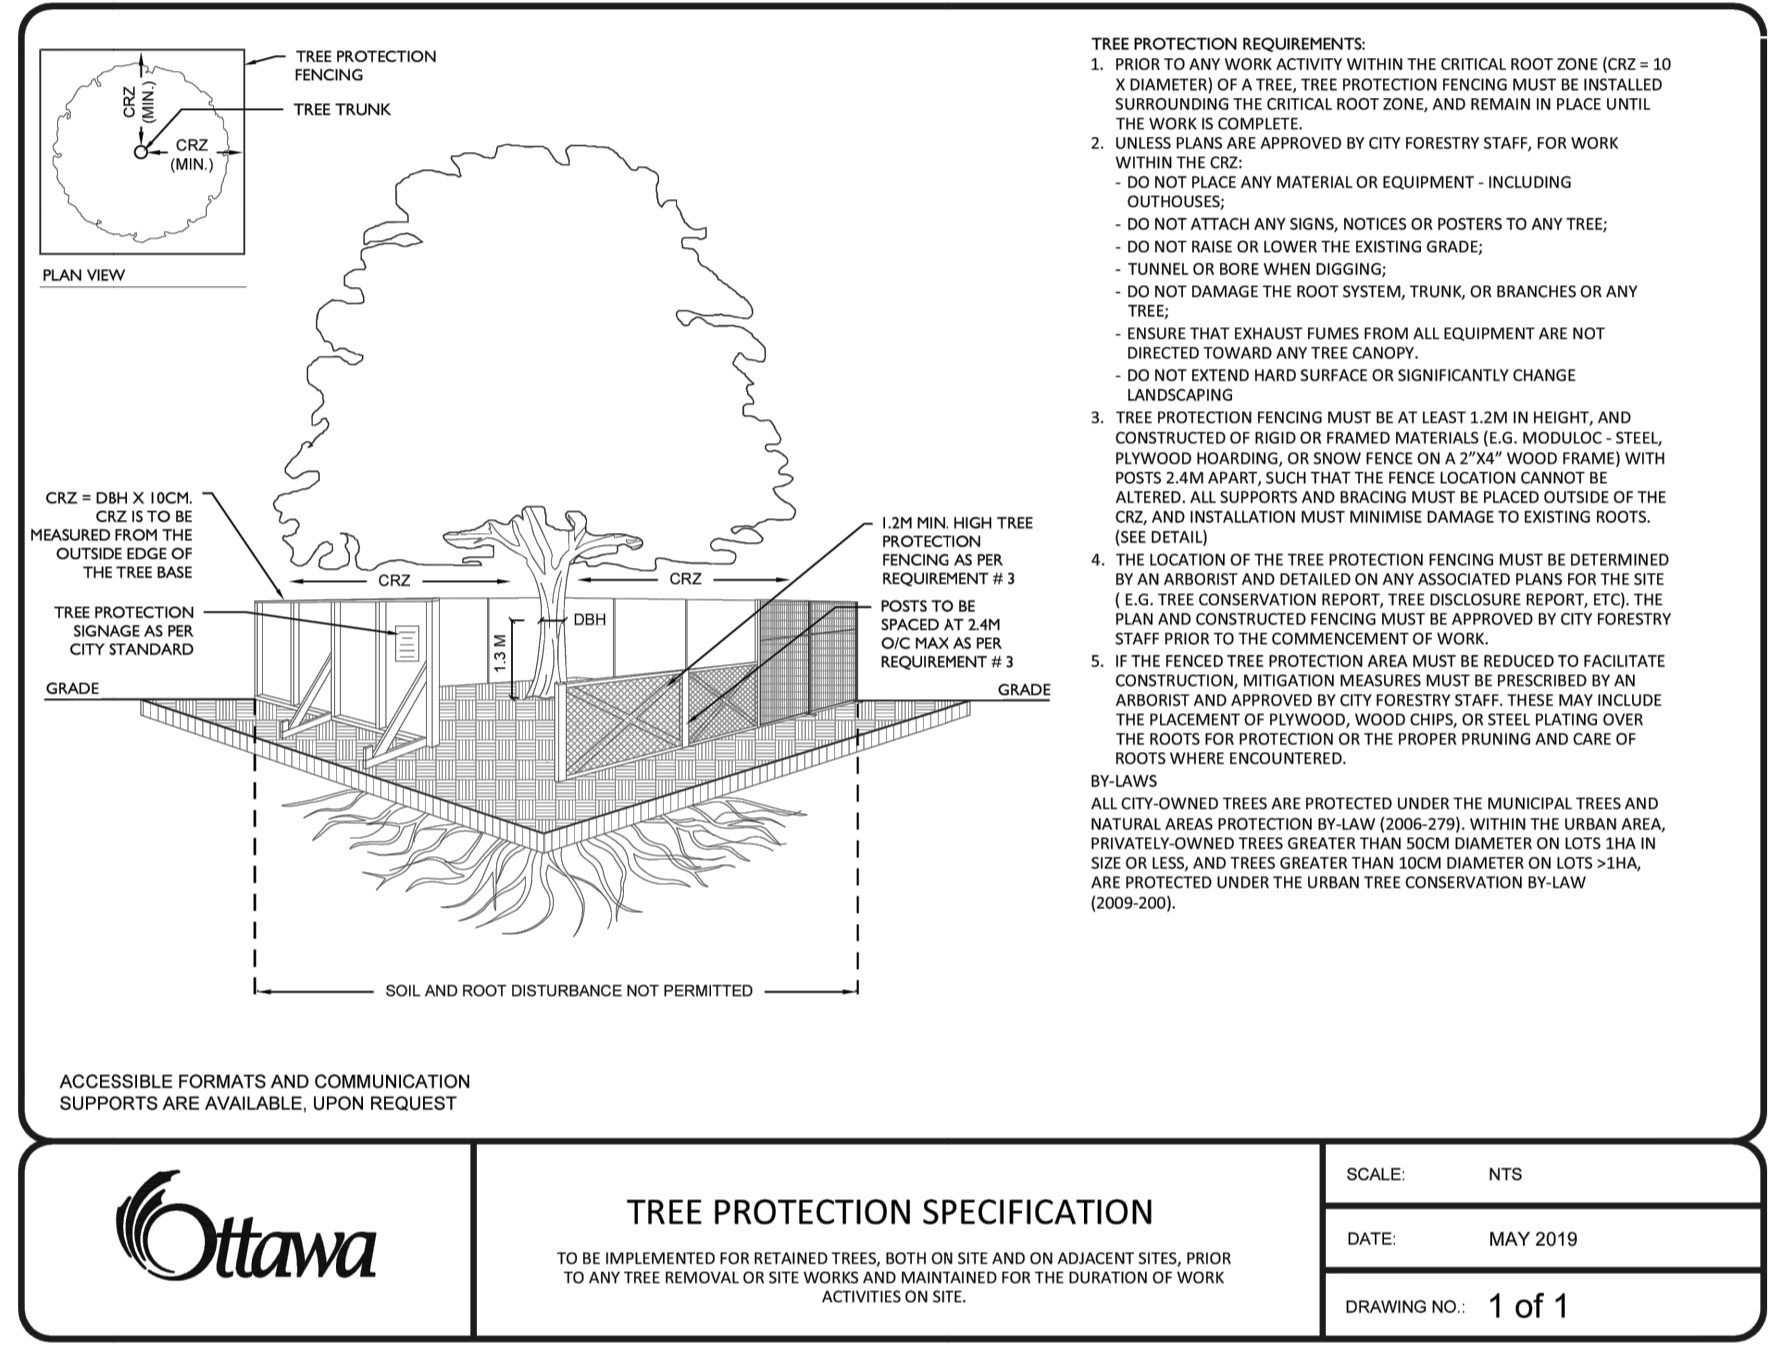 TREE PROTECTION
FENCING
TREE TRUNK
CRZ
(MIN.)
CRZ
(MIN.)
PLAN VIEW
CRZ = DBH X 10CM.
CRZ IS TO BE
MEASURED FROM THE
OUTSIDE EDGE OF
THE TREE BASE
TREE PROTECTION
SIGNAGE AS PER
CITY STANDARD
GRADE
CRZ
CRZ
DBH
1.3 M
1.2M MIN. HIGH TREE
PROTECTION
FENCING AS PER
REQUIREMENT # 3
POSTS TO BE
SPACED AT 2.4M
O/C MAX AS PER
REQUIREMENT # 3
GRADE
SOIL AND ROOT DISTURBANCE NOT PERMITTED
ACCESSIBLE FORMATS AND COMMUNICATION
SUPPORTS ARE AVAILABLE, UPON REQUEST
TREE PROTECTION REQUIREMENTS:
1. PRIOR TO ANY WORK ACTIVITY WITHIN THE CRITICAL ROOT ZONE (CRZ = 10
X DIAMETER) OF A TREE, TREE PROTECTION FENCING MUST BE INSTALLED
SURROUNDING THE CRITICAL ROOT ZONE, AND REMAIN IN PLACE UNTIL
THE WORK IS COMPLETE.
2. UNLESS PLANS ARE APPROVED BY CITY FORESTRY STAFF, FOR WORK
WITHIN THE CRZ:
- DO NOT PLACE ANY MATERIAL OR EQUIPMENT - INCLUDING
OUTHOUSES;
- DO NOT ATTACH ANY SIGNS, NOTICES OR POSTERS TO ANY TREE;
- DO NOT RAISE OR LOWER THE EXISTING GRADE;
- TUNNEL OR BORE WHEN DIGGING;
- DO NOT DAMAGE THE ROOT SYSTEM, TRUNK, OR BRANCHES OR ANY
TREE;
- ENSURE THAT EXHAUST FUMES FROM ALL EQUIPMENT ARE NOT
DIRECTED TOWARD ANY TREE CANOPY.
- DO NOT EXTEND HARD SURFACE OR SIGNIFICANTLY CHANGE
LANDSCAPING
3. TREE PROTECTION FENCING MUST BE AT LEAST 1.2M IN HEIGHT, AND
CONSTRUCTED OF RIGID OR FRAMED MATERIALS (E.G. MODULOC - STEEL,
PLYWOOD HOARDING, OR SNOW FENCE ON A 2”X4” WOOD FRAME) WITH
POSTS 2.4M APART, SUCH THAT THE FENCE LOCATION CANNOT BE
ALTERED. ALL SUPPORTS AND BRACING MUST BE PLACED OUTSIDE OF THE
CRZ, AND INSTALLATION MUST MINIMISE DAMAGE TO EXISTING ROOTS.
(SEE DETAIL)
4. THE LOCATION OF THE TREE PROTECTION FENCING MUST BE DETERMINED
BY AN ARBORIST AND DETAILED ON ANY ASSOCIATED PLANS FOR THE SITE
( E.G. TREE CONSERVATION REPORT, TREE DISCLOSURE REPORT, ETC). THE
PLAN AND CONSTRUCTED FENCING MUST BE APPROVED BY CITY FORESTRY
STAFF PRIOR TO THE COMMENCEMENT OF WORK.
5. IF THE FENCED TREE PROTECTION AREA MUST BE REDUCED TO FACILITATE
CONSTRUCTION, MITIGATION MEASURES MUST BE PRESCRIBED BY AN
ARBORIST AND APPROVED BY CITY FORESTRY STAFF. THESE MAY INCLUDE
THE PLACEMENT OF PLYWOOD, WOOD CHIPS, OR STEEL PLATING OVER
THE ROOTS FOR PROTECTION OR THE PROPER PRUNING AND CARE OF
ROOTS WHERE ENCOUNTERED.
BY-LAWS
ALL CITY-OWNED TREES ARE PROTECTED UNDER THE MUNICIPAL TREES AND
NATURAL AREAS PROTECTION BY-LAW (2006-279). WITHIN THE URBAN AREA,
PRIVATELY-OWNED TREES GREATER THAN 50CM DIAMETER ON LOTS 1HA IN
SIZE OR LESS, AND TREES GREATER THAN 10CM DIAMETER ON LOTS >1HA,
ARE PROTECTED UNDER THE URBAN TREE CONSERVATION BY-LAW
(2009-200).
Ottawa
TREE PROTECTION SPECIFICATION
TO BE IMPLEMENTED FOR RETAINED TREES, BOTH ON SITE AND ON ADJACENT SITES, PRIOR
TO ANY TREE REMOVAL OR SITE WORKS AND MAINTAINED FOR THE DURATION OF WORK
ACTIVITIES ON SITE.
SCALE: NTS
DATE: MAY 2019
DRAWING NO.: 1 of 1